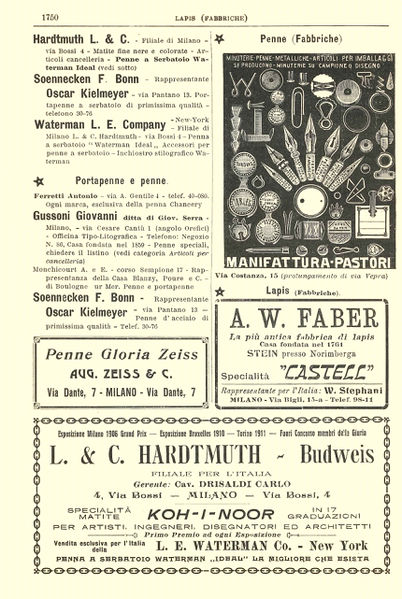 1750
LAPIS (FABBRICHE)
Hardtmuth L. & C. - Filiale di Milano -
via Bossi 4 - Matite fine nere e colorate - Ar-
ticoli cancelleria - Penne a Serbatoio Wa-
terman Ideal (vedi sotto)
Soennecken F. Bonn - Rappresentante
Oscar Kielmeyer - via Pantano 13. Por-
tapenne a serbatoio di primissima qualità -
telefono 30-76
Waterman L. E. Company - New-York
- Filiale di
Milano L. & C. Hardtmuth - via Bossi 4 - Penna
a serbatoio "Waterman Ideal" Accessori per
penne a serbatoio - Inchiostro stilografico Wa-
terman
Portapenne e penne
Ferretti Antonio - via A. Gentile 4 - telef. 40-080.
Ogni marca, esclusiva della penna Chancery
Gussoni Giovanni ditta di Giov. Serra -
Milano, - via Cesare Cantù 1 (angolo Orefici)
- Officina Tipo-Litografica - Telefono: Negozio
N. 86, Casa fondata nel 1859 - Penne speciali,
chiedere il listino (vedi categoria Articoli per
cancelleria)
Monchicourt A. e E. - corso Sempione 17 - Rap-
presentanza della Casa Blanzy, Poure e C. -
di Boulogne sur Mer. Penne e portapenne
Soennecken F. Bonn - Rappresentante
Oscar Kielmeyer - via Pantano 13 -
Penne d'acciaio di
primissima qualità - Telef. 30-76
Penne Gloria Zeiss
AUG. ZEISS & C.
Via Dante, 7 - MILANO - Via Dante, 7
Penne (Fabbriche)
MINUTERIE-PENNE-METALLICHE-ARTICOLI PER IMBALLAGGI
SI PRODUCONO-MINUTERIE SU CAMPIONE O DISEGNO
MANIFATTURA-PASTORI
Via Costanza, 15 (prolungamento di via Vepra)
Lapis (Fabbriche).
A. W. FABER
La più antica fabbrica di lapis
Casa fondata nel 1761
STEIN presso Norimberga
Specialità "CASTELL"
Rappresentante per l'Italia: W. Stephani
MILANO - Via Bigli, 15-a - Telef. 98-11
Esposizione Milano 1906 Grand Prix — Esposizione Bruxelles 1910 - Torino 1911 - Fuori Concorso membri della Giuria
L. & C. HARDTMUTH - Budweis
FILIALE PER L'ITALIA
Gerente: Cav. DRISALDI CARLO
4, Via Bossi — MILANO — Via Bossi, 4
SPECIALITÀ MATITE KOH-I-NOOR IN 17 GRADUAZIONI
PER ARTISTI, INGEGNERI, DISEGNATORI ED ARCHITETTI
Primo Premio ad ogni Esposizione
Vendita esclusiva per l'Italia della L. E. WATERMAN Co. - New York
PENNA A SERBATOIO WATERMAN "IDEAL" LA MIGLIORE CHE ESISTA